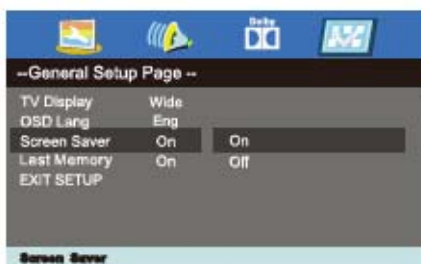 Dolby
--General Setup Page --
TV Display Wide
OSD Lang Eng
Screen Saver On On
Last Memory On Off
EXIT SETUP
Screen Saver